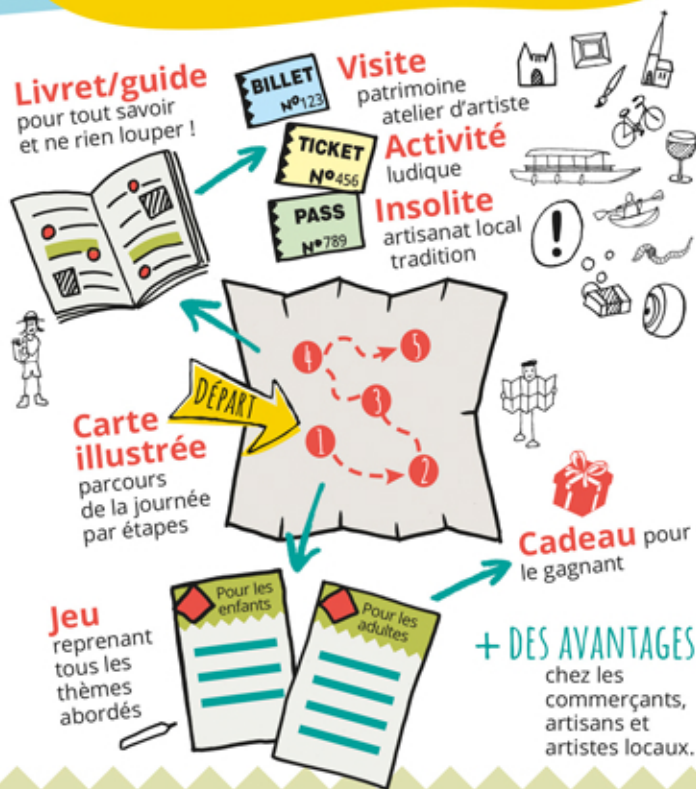 Livret/guide
pour tout savoir
et ne rien louper !
BILLET
Nº123
Visite
patrimoine
atelier d'artiste
TICKET
Nº456
Activité
ludique
PASS
Nº789
Insolite
artisanat local
tradition
!
DÉPART
1
2
3
4
5
Carte
illustrée
parcours
de la journée
par étapes
Cadeau pour
le gagnant
Jeu
reprenant
tous les
thèmes
abordés
Pour les
enfants
Pour les
adultes
+ DES AVANTAGES
chez les
commerçants,
artisans et
artistes locaux.